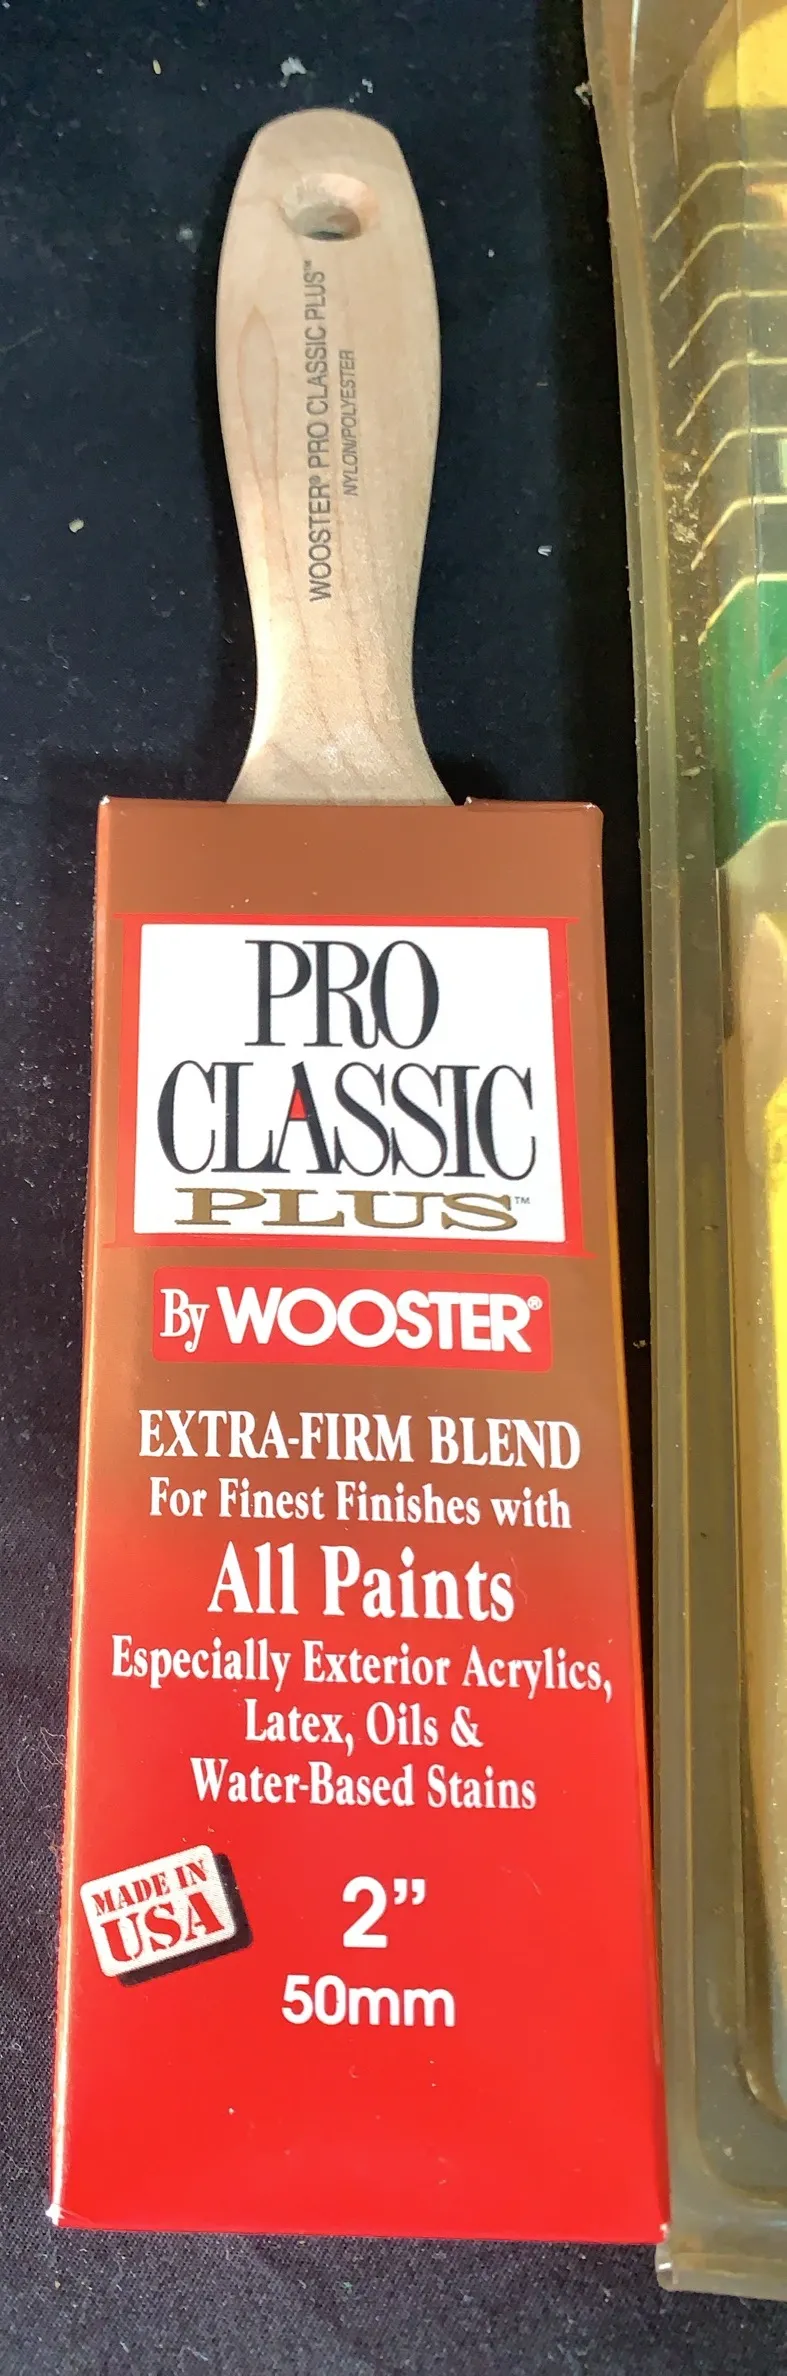 WOOSTER® PRO CLASSIC PLUS™
NYLON/POLYESTER
PRO
CLASSIC
PLUS™
By WOOSTER®
EXTRA-FIRM BLEND
For Finest Finishes with
All Paints
Especially Exterior Acrylics,
Latex, Oils &
Water-Based Stains
MADE IN
USA
2”
50mm